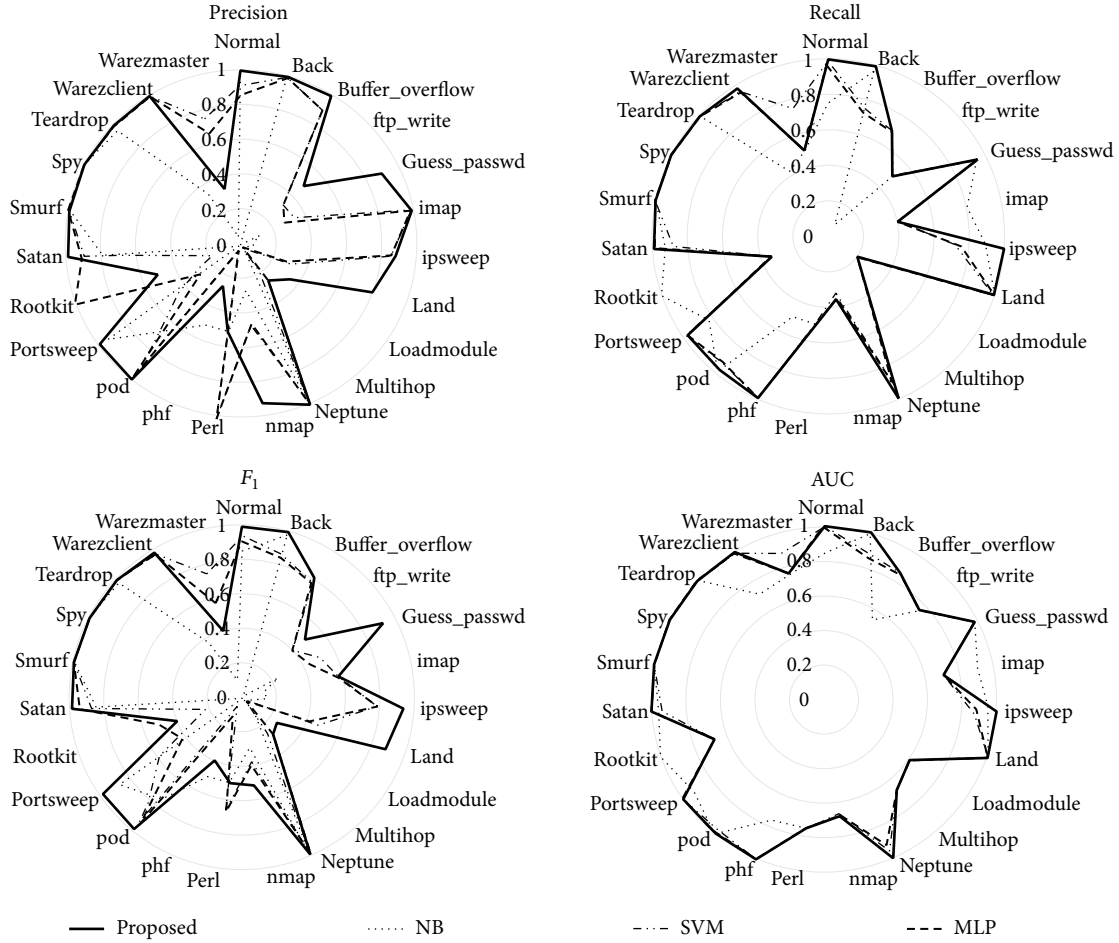 Precision
Normal
Back
Buffer_overflow
ftp_write
Guess_passwd
imap
ipsweep
Land
Loadmodule
Multihop
Neptune
nmap
Perl
phf
pod
Portsweep
Rootkit
Satan
Smurf
Spy
Teardrop
Warezclient
Warezmaster
1
0.8
0.6
0.4
0.2
0
Recall
Normal
Back
Buffer_overflow
ftp_write
Guess_passwd
imap
ipsweep
Land
Loadmodule
Multihop
Neptune
nmap
Perl
phf
pod
Portsweep
Rootkit
Satan
Smurf
Spy
Teardrop
Warezclient
Warezmaster
1
0.8
0.6
0.4
0.2
0
F1
Normal
Back
Buffer_overflow
ftp_write
Guess_passwd
imap
ipsweep
Land
Loadmodule
Multihop
Neptune
nmap
Perl
phf
pod
Portsweep
Rootkit
Satan
Smurf
Spy
Teardrop
Warezclient
Warezmaster
1
0.8
0.6
0.4
0.2
0
AUC
Normal
Back
Buffer_overflow
ftp_write
Guess_passwd
imap
ipsweep
Land
Loadmodule
Multihop
Neptune
nmap
Perl
phf
pod
Portsweep
Rootkit
Satan
Smurf
Spy
Teardrop
Warezclient
Warezmaster
1
0.8
0.6
0.4
0.2
0
Proposed
NB
SVM
MLP